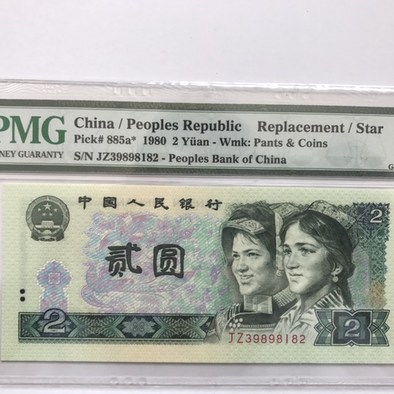 PMG
NEY GUARANTY
China / Peoples Republic Replacement / Star
Pick# 885a* 1980 2 Yüan - Wmk: Pants & Coins
S/N JZ39898182 - Peoples Bank of China
G
中国人民银行
贰圆
2
2
2
JZ39898182